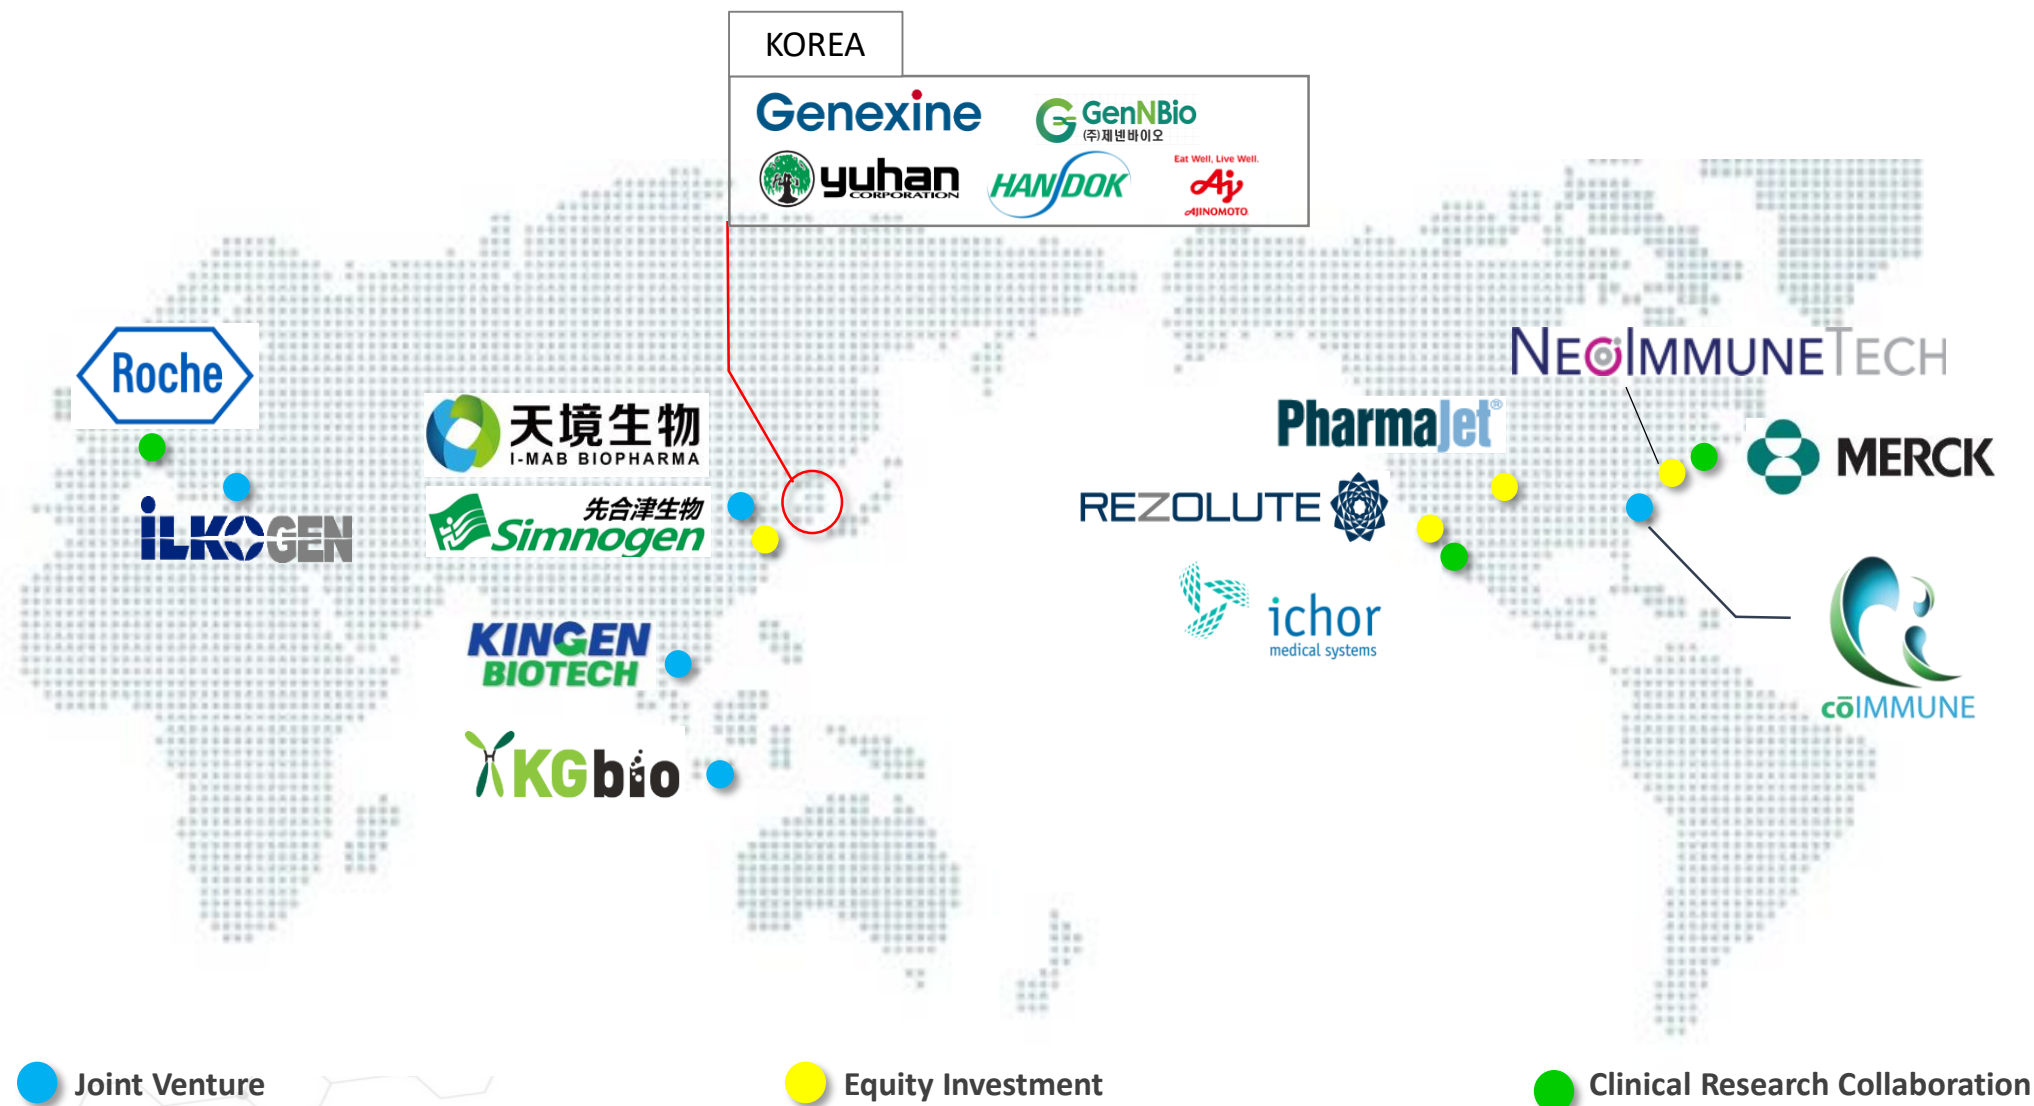 KOREA
Genexine
GenNBio
(주)제넨바이오
yuhan
CORPORATION
HANDOK
Eat Well, Live Well.
Aj
AJINOMOTO
Roche
iLKOGEN
天境生物
I-MAB BIOPHARMA
先合津生物
Simnogen
KINGEN
BIOTECH
KGbio
NEOIMMUNETECH
PharmaJet®
MERCK
REZOLUTE
ichor
medical systems
cōIMMUNE
Joint Venture
Equity Investment
Clinical Research Collaboration